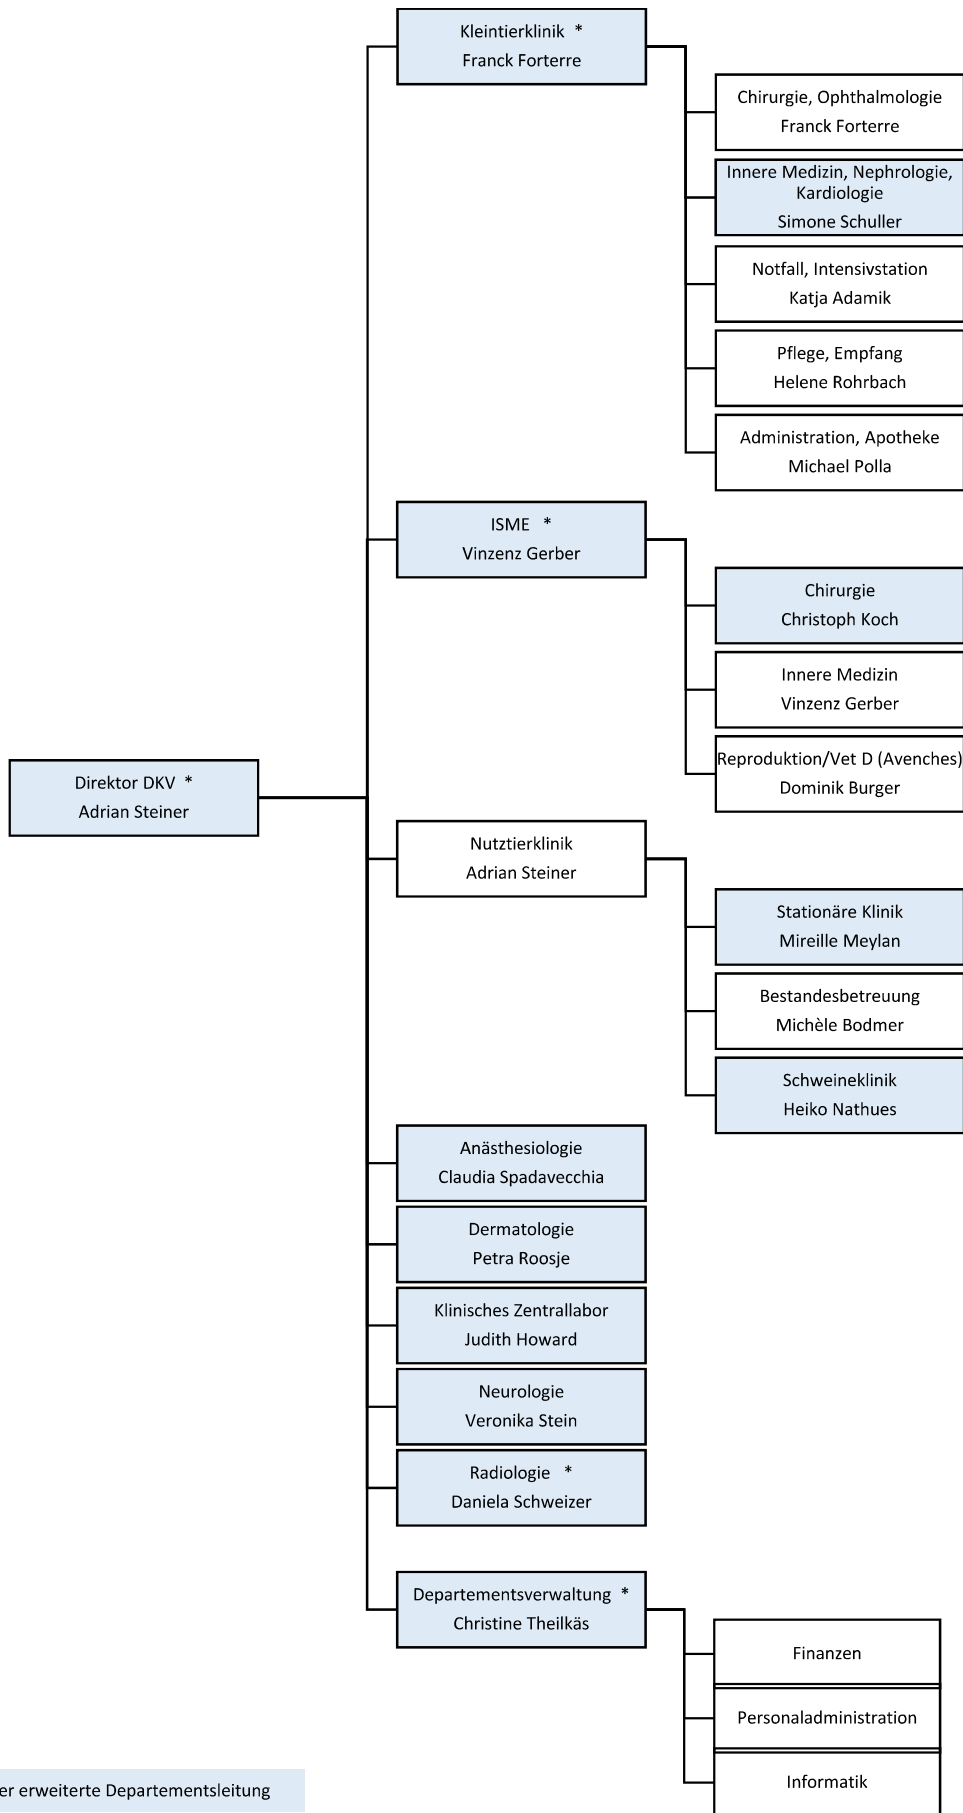 Kleintierklinik *
Franck Forterre
Chirurgie, Ophthalmologie
Franck Forterre
Innere Medizin, Nephrologie,
Kardiologie
Simone Schuller
Notfall, Intensivstation
Katja Adamik
Pflege, Empfang
Helene Rohrbach
Administration, Apotheke
Michael Polla
ISME *
Vinzenz Gerber
Chirurgie
Christoph Koch
Innere Medizin
Vinzenz Gerber
Reproduktion/Vet D (Avenches)
Dominik Burger
Direktor DKV *
Adrian Steiner
Nutztierklinik
Adrian Steiner
Stationäre Klinik
Mireille Meylan
Bestandesbetreuung
Michèle Bodmer
Schweineklinik
Heiko Nathues
Anästhesiologie
Claudia Spadavecchia
Dermatologie
Petra Roosje
Klinisches Zentrallabor
Judith Howard
Neurologie
Veronika Stein
Radiologie *
Daniela Schweizer
Departementsverwaltung *
Christine Theilkäs
Finanzen
Personaladministration
Informatik
erweiterte Departementsleitung